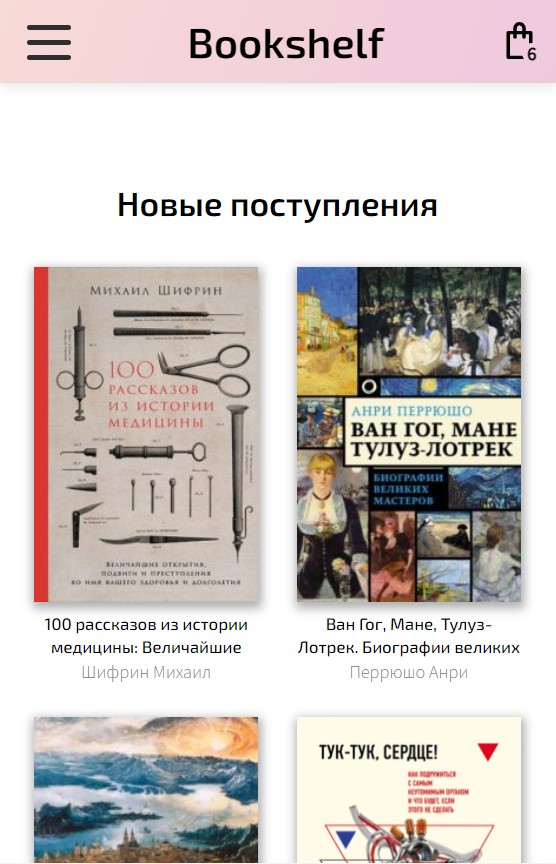 Bookshelf
6
Новые поступления
Михаил Шифрин
100
рассказов
из истории
медицины
Величайшие открытия,
подвиги и преступления
во имя вашего здоровья и долголетия
АНРИ ПЕРРЮШО
ВАН ГОГ, МАНЕ
ТУЛУЗ-ЛОТРЕК
БИОГРАФИИ
ВЕЛИКИХ
МАСТЕРОВ
100 рассказов из истории
медицины: Величайшие
Шифрин Михаил
Ван Гог, Мане, Тулуз-
Лотрек. Биографии великих
Перрюшо Анри
ТУК-ТУК, СЕРДЦЕ!
КАК ПОДРУЖИТЬСЯ
С САМЫМ
НЕУТОМИМЫМ ОРГАНОМ
И ЧТО БУДЕТ, ЕСЛИ
ЭТОГО НЕ СДЕЛАТЬ